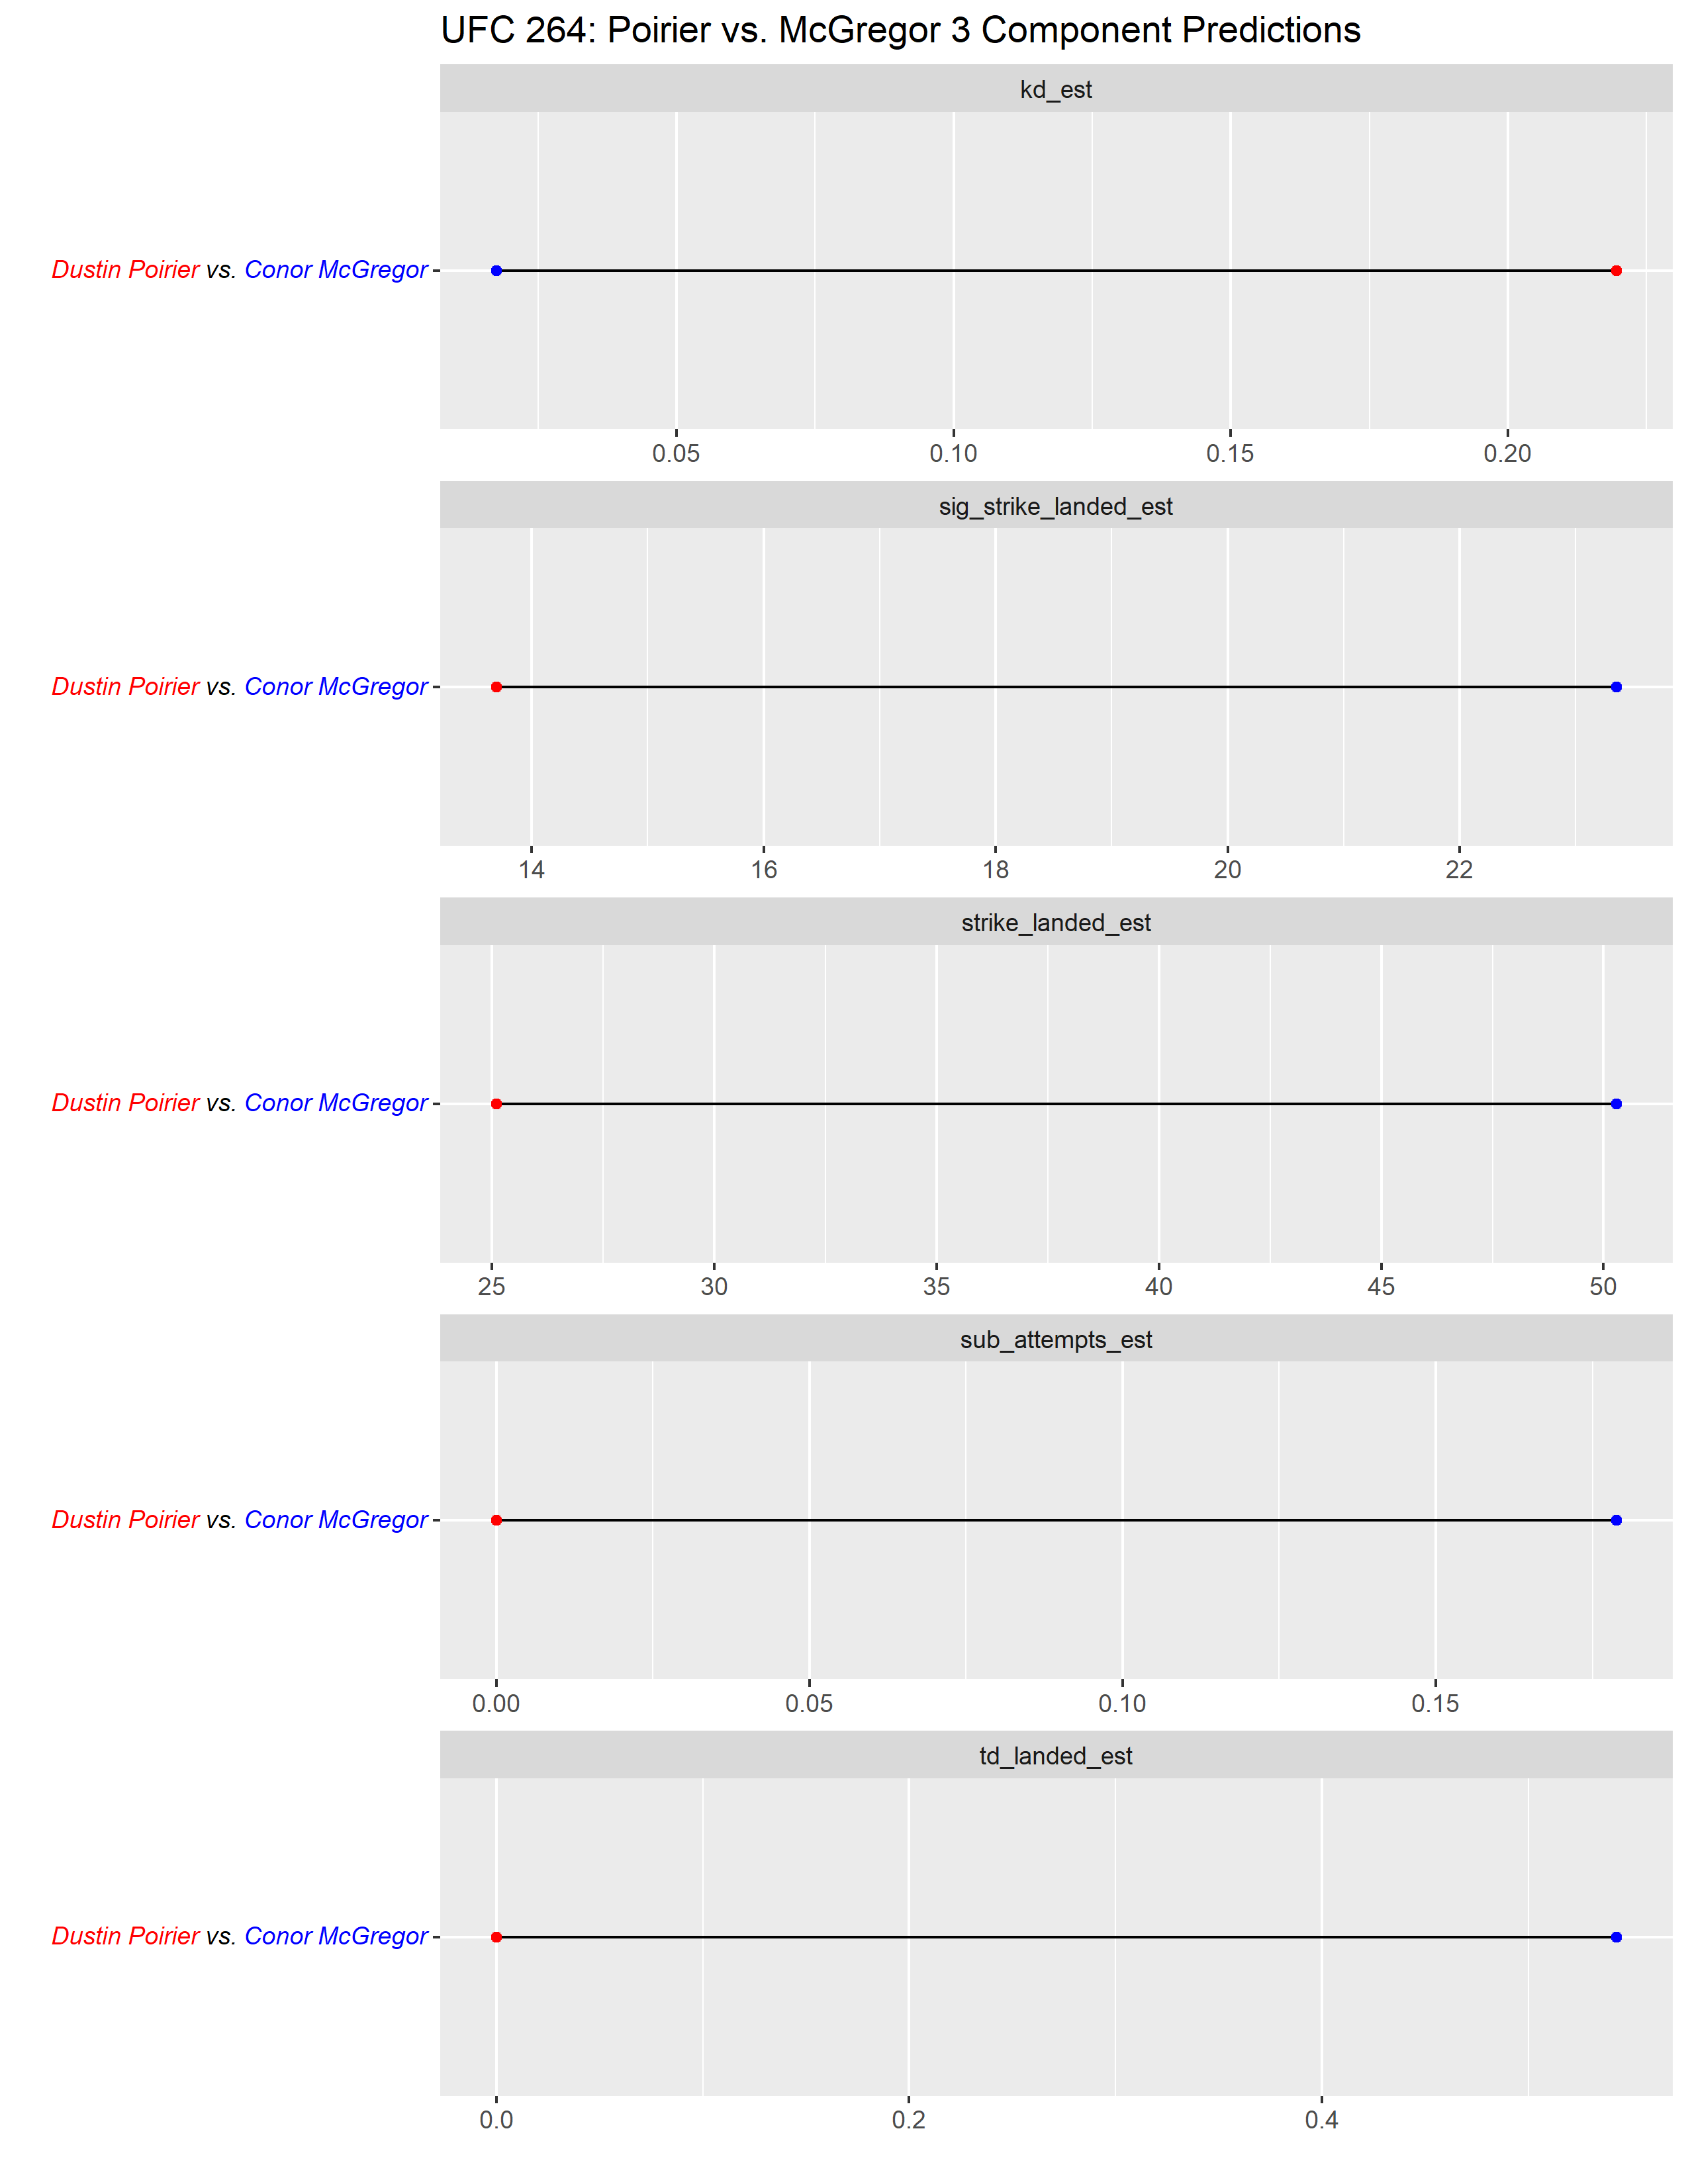 UFC 264: Poirier vs. McGregor 3 Component Predictions
kd_est
Dustin Poirier vs. Conor McGregor
0.05 0.10 0.15 0.20
sig_strike_landed_est
Dustin Poirier vs. Conor McGregor
14 16 18 20 22
strike_landed_est
Dustin Poirier vs. Conor McGregor
25 30 35 40 45 50
sub_attempts_est
Dustin Poirier vs. Conor McGregor
0.00 0.05 0.10 0.15
td_landed_est
Dustin Poirier vs. Conor McGregor
0.0 0.2 0.4